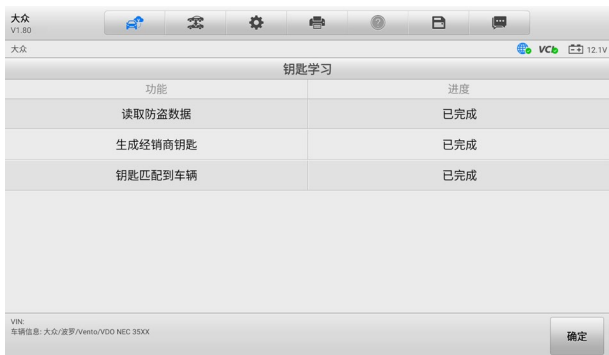 大众
V1.80
大众 VCI 12.1V
钥匙学习
功能 进度
读取防盗数据 已完成
生成经销商钥匙 已完成
钥匙匹配到车辆 已完成
VIN:
车辆信息: 大众/波罗/Vento/VDO NEC 35XX
确定